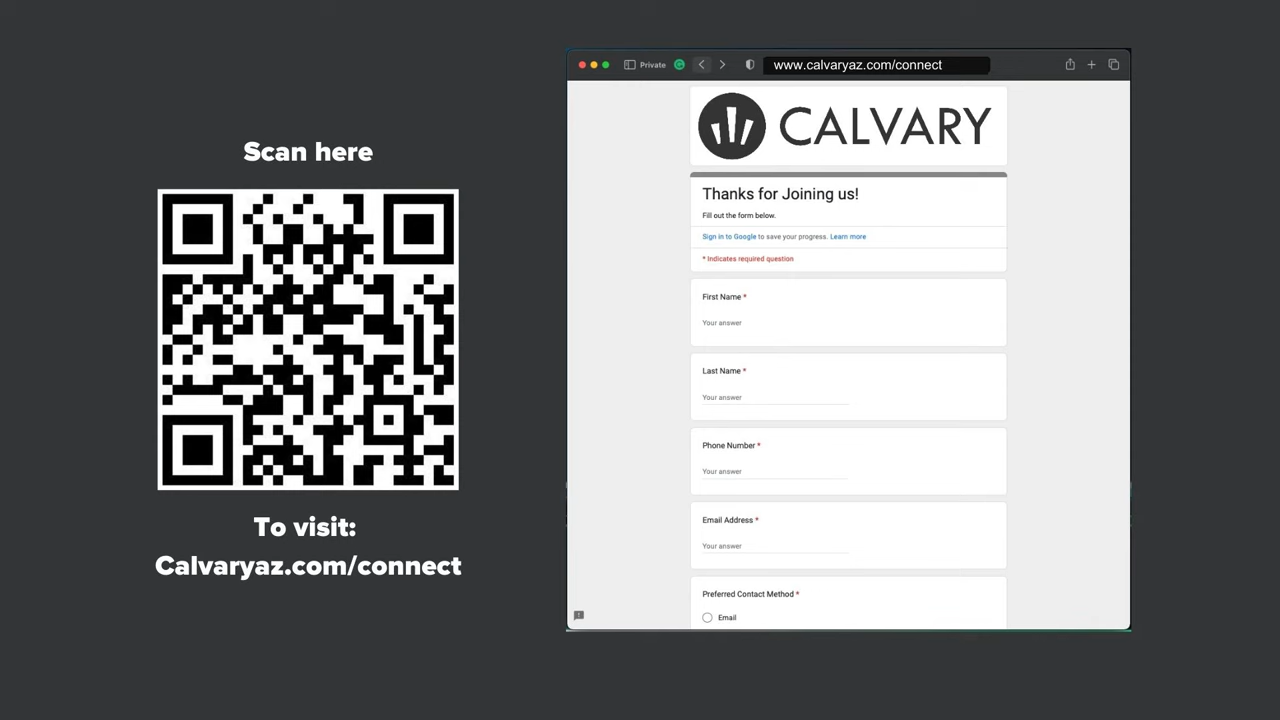 Scan here
To visit:
Calvaryaz.com/connect
Private
www.calvaryaz.com/connect
CALVARY
Thanks for Joining us!
Fill out the form below.
Sign in to Google to save your progress. Learn more
* Indicates required question
First Name *
Your answer
Last Name *
Your answer
Phone Number *
Your answer
Email Address *
Your answer
Preferred Contact Method *
Email